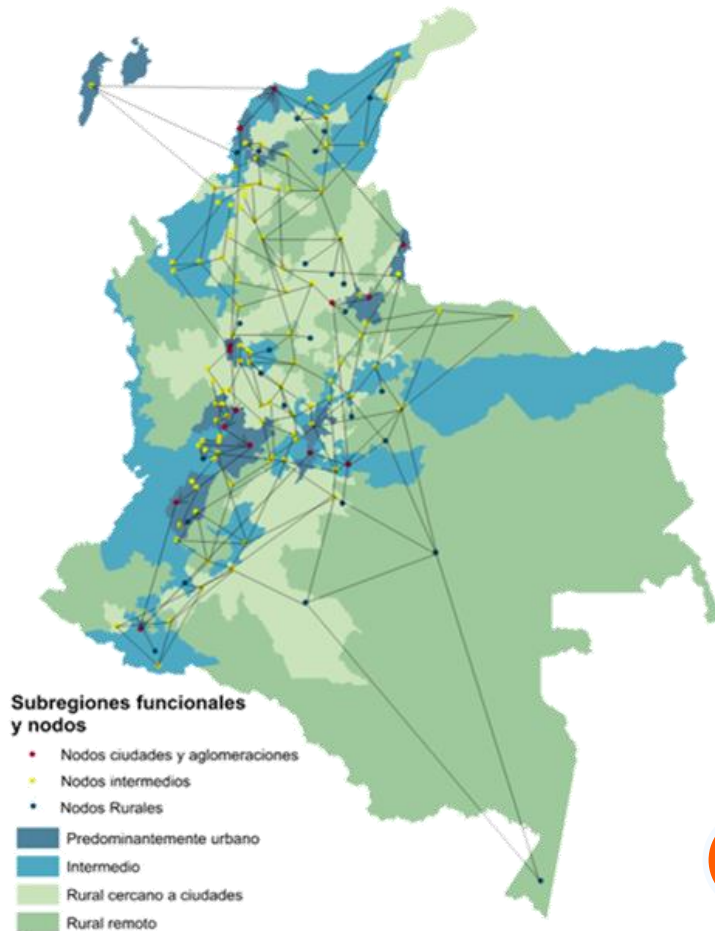 Subregiones funcionales
y nodos
Nodos ciudades y aglomeraciones
Nodos intermedios
Nodos Rurales
Predominantemente urbano
Intermedio
Rural cercano a ciudades
Rural remoto